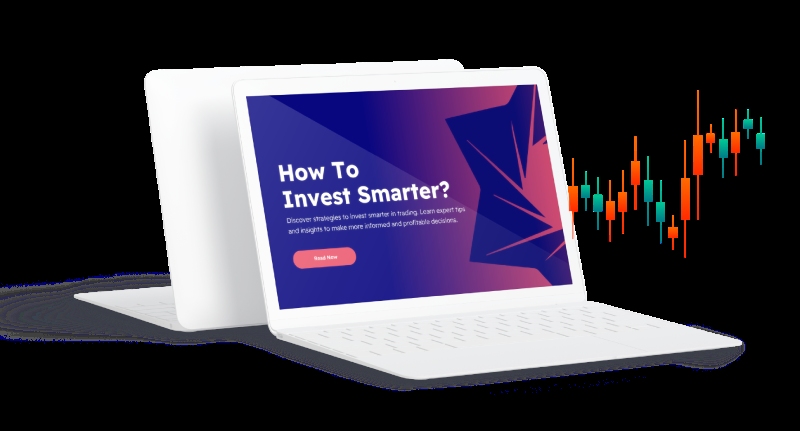 How To
Invest Smarter?
Discover strategies to invest smarter in trading. Learn expert tips
and insights to make more informed and profitable decisions.
Read Now